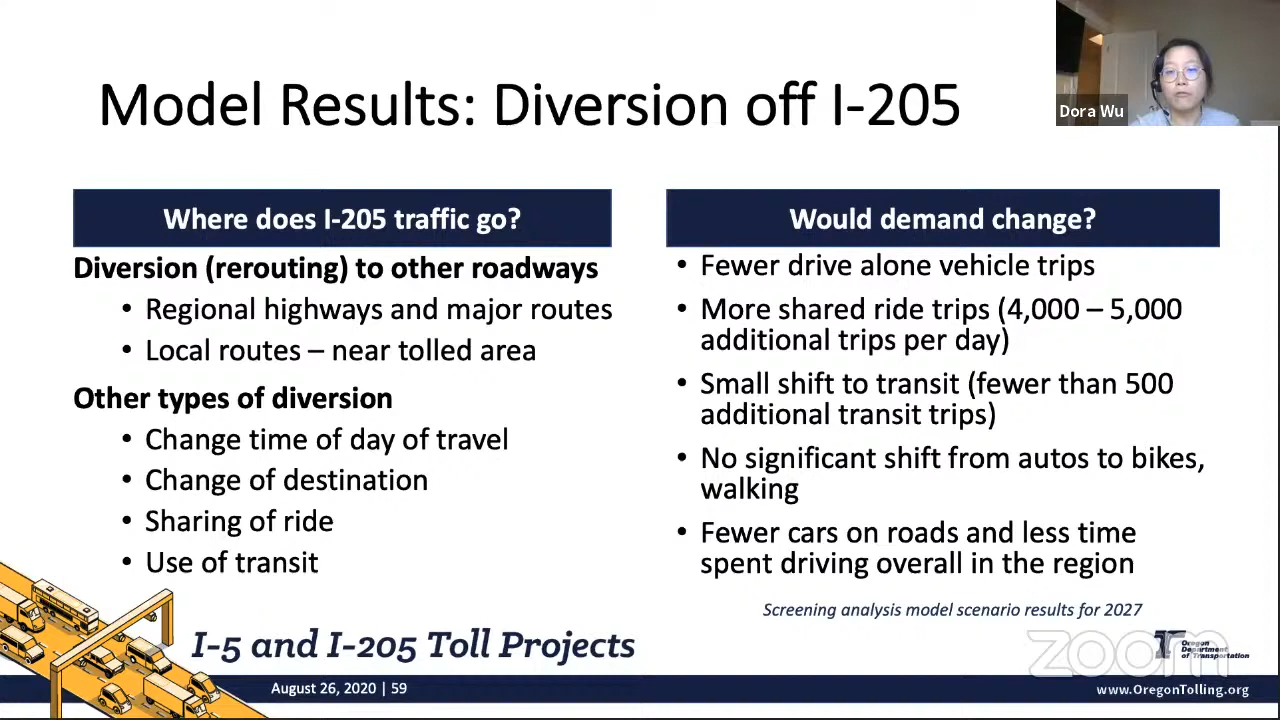 Model Results: Diversion off I-205
Dora Wu
Where does I-205 traffic go?
Diversion (rerouting) to other roadways
• Regional highways and major routes
• Local routes – near tolled area
Other types of diversion
• Change time of day of travel
• Change of destination
• Sharing of ride
• Use of transit
Would demand change?
• Fewer drive alone vehicle trips
• More shared ride trips (4,000 – 5,000
additional trips per day)
• Small shift to transit (fewer than 500
additional transit trips)
• No significant shift from autos to bikes,
walking
• Fewer cars on roads and less time
spent driving overall in the region
Screening analysis model scenario results for 2027
I-5 and I-205 Toll Projects
zoom
Oregon
Department
of Transportation
August 26, 2020 | 59
www.OregonTolling.org